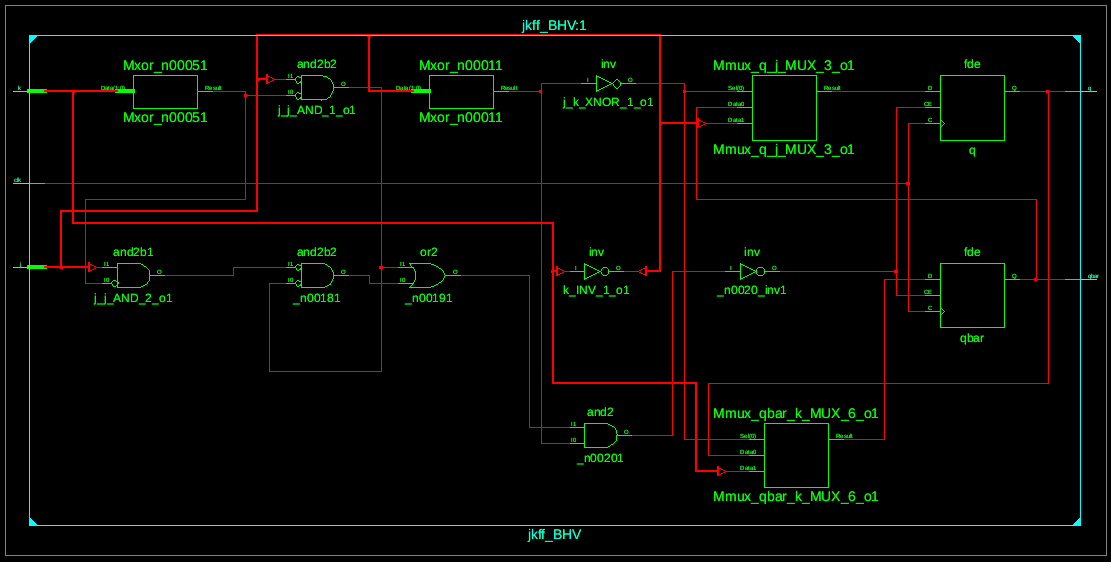 jkff_BHV:1
Mxor_n00051
and2b2
Mxor_n00011
inv
Mmux_q_j_MUX_3_o1
fde
k
Data(1:0)
Result
I1
I0
O
Data(1:0)
Result
I
O
Sel(0)
Data0
Data1
Result
D
CE
C
Q
q
Mxor_n00051
j_j_AND_1_o1
Mxor_n00011
j_k_XNOR_1_o1
Mmux_q_j_MUX_3_o1
q
clk
and2b1
and2b2
or2
inv
inv
fde
j
I1
I0
O
I1
I0
O
I1
I0
O
I
O
I
O
D
CE
C
Q
qbar
j_j_AND_2_o1
_n00181
_n00191
k_INV_1_o1
_n0020_inv1
qbar
and2
Mmux_qbar_k_MUX_6_o1
I1
I0
O
Sel(0)
Data0
Data1
Result
_n00201
Mmux_qbar_k_MUX_6_o1
jkff_BHV